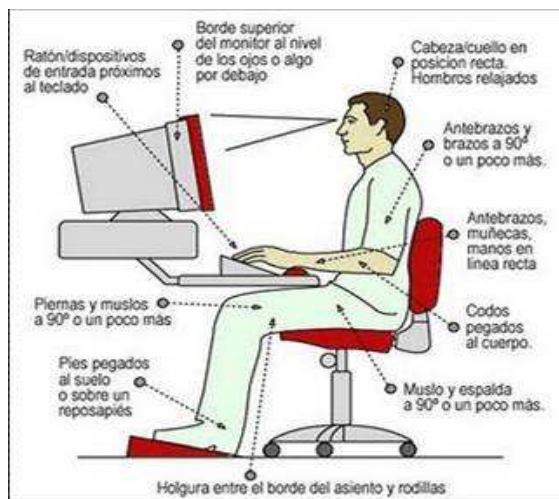 Borde superior
del monitor al nivel
de los ojos o algo
por debajo
Ratón/dispositivos
de entrada próximos
al teclado
Cabeza/cuello en
posicion recta.
Hombros relajados
Antebrazos y
brazos a 90º
o un poco más.
Antebrazos,
muñecas,
manos en
linea recta
Codos
pegados
al cuerpo.
Muslo y espalda
a 90º o un poco más.
Piernas y muslos
a 90º o un poco más
Pies pegados
al suelo
o sobre un
reposapiés
Holgura entre el borde del asiento y rodillas